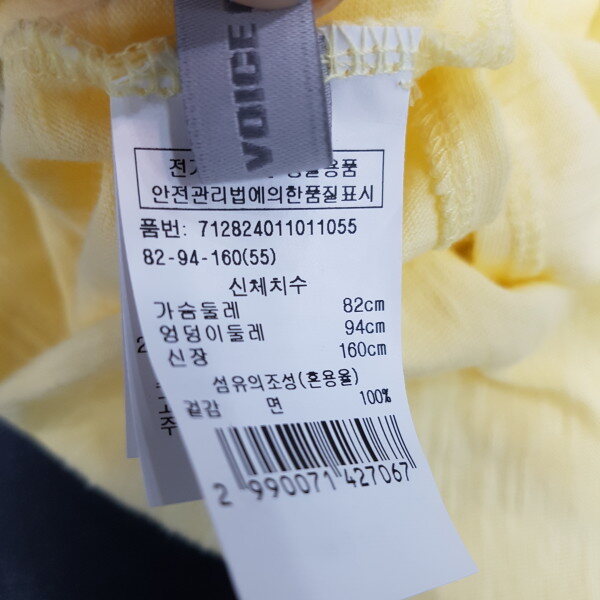 VOICE
전기 생활용품
안전관리법에의한품질표시
품번: 712824011011055
82-94-160(55)
신체치수
가슴둘레 82cm
엉덩이둘레 94cm
신장 160cm
섬유의조성(혼용율)
겉감 면 100%
2 990071 427067
주